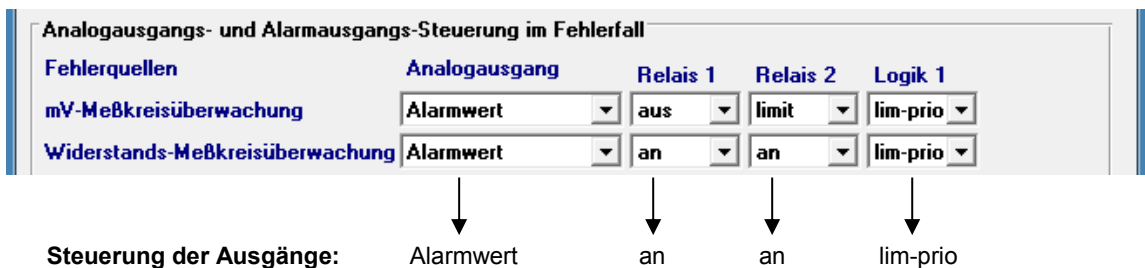 Analogausgangs- und Alarmausgangs-Steuerung im Fehlerfall
Fehlerquellen Analogausgang Relais 1 Relais 2 Logik 1
mV-Meßkreisüberwachung Alarmwert aus limit lim-prio
Widerstands-Meßkreisüberwachung Alarmwert an an lim-prio
Steuerung der Ausgänge: Alarmwert an an lim-prio